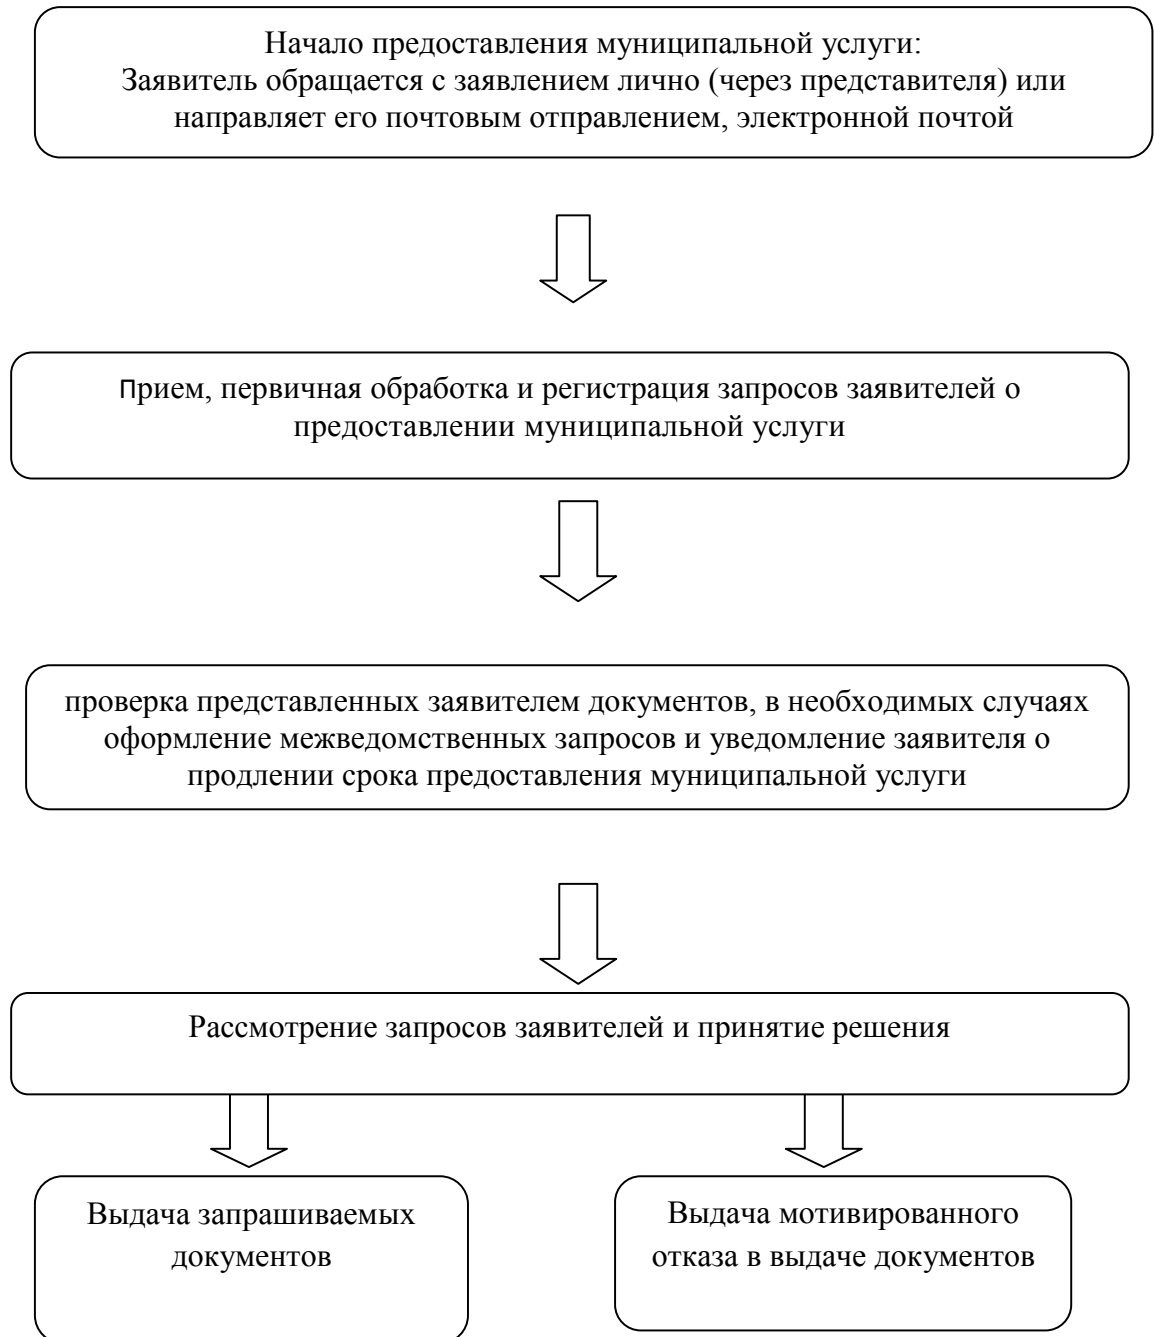 Начало предоставления муниципальной услуги:
Заявитель обращается с заявлением лично (через представителя) или
направляет его почтовым отправлением, электронной почтой
Прием, первичная обработка и регистрация запросов заявителей о
предоставлении муниципальной услуги
проверка представленных заявителем документов, в необходимых случаях
оформление межведомственных запросов и уведомление заявителя о
продлении срока предоставления муниципальной услуги
Рассмотрение запросов заявителей и принятие решения
Выдача запрашиваемых
документов
Выдача мотивированного
отказа в выдаче документов